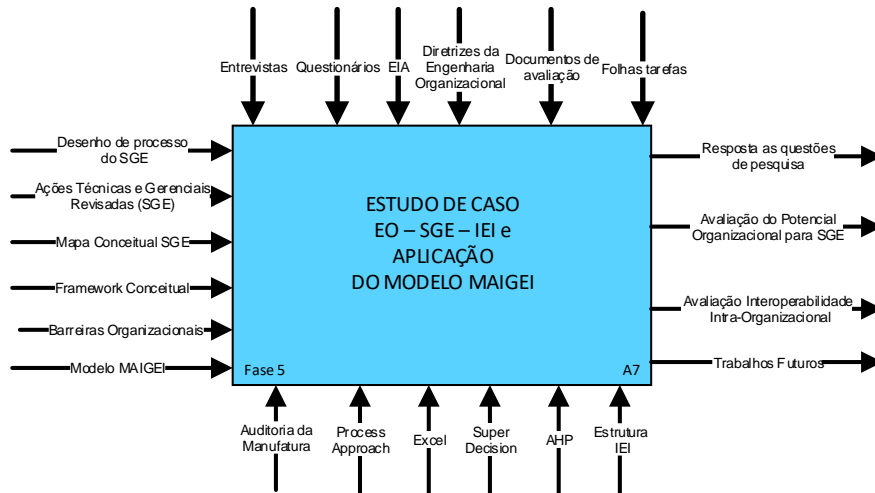 Entrevistas
Questionários
EIA
Diretrizes da
Engenharia
Organizacional
Documentos de
avaliação
Folhas tarefas
Desenho de processo
do SGE
Ações Técnicas e Gerenciais
Revisadas (SGE)
Mapa Conceitual SGE
Framework Conceitual
Barreiras Organizacionais
Modelo MAIGEI
ESTUDO DE CASO
EO – SGE – IEI e
APLICAÇÃO
DO MODELO MAIGEI
Fase 5
A7
Resposta as questões
de pesquisa
Avaliação do Potencial
Organizacional para SGE
Avaliação Interoperabilidade
Intra-Organizacional
Trabalhos Futuros
Auditoria da
Manufatura
Process
Approach
Excel
Super
Decision
AHP
Estrutura
IEI